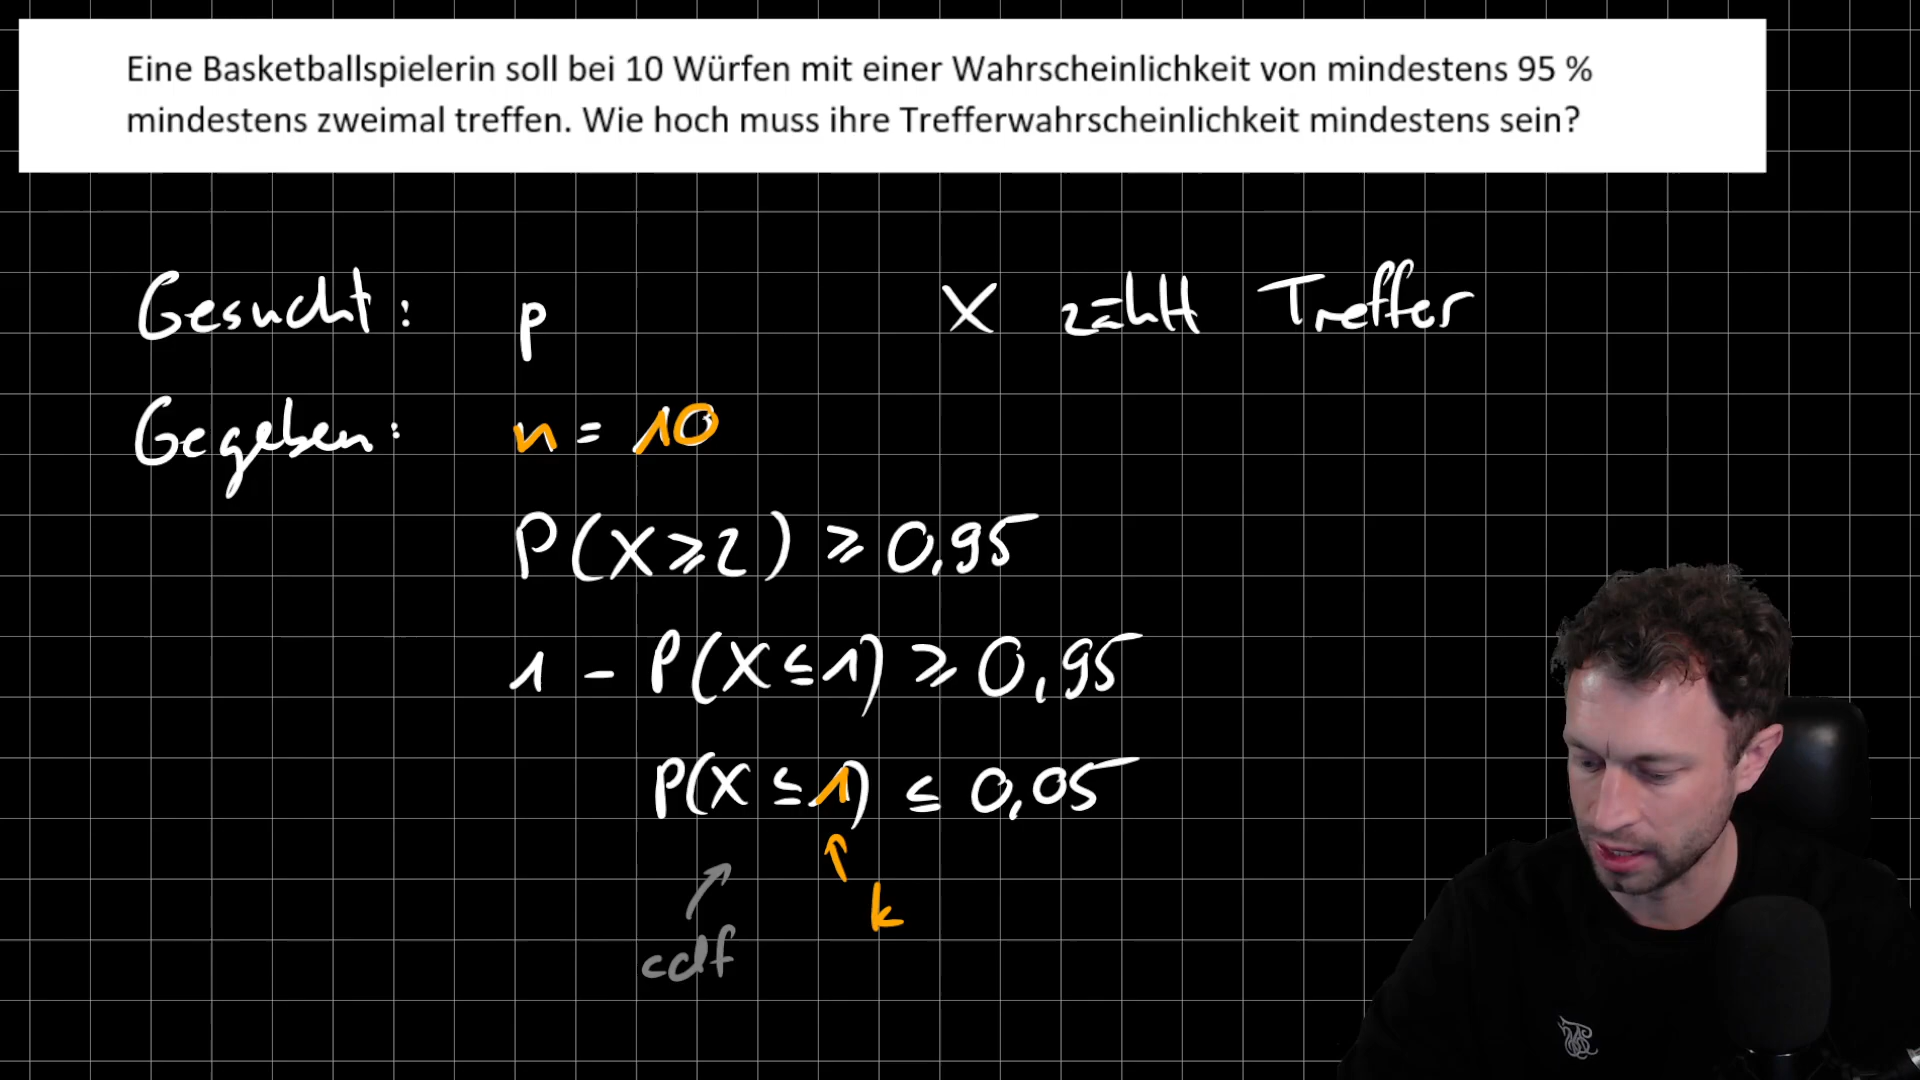 Eine Basketballspielerin soll bei 10 Würfen mit einer Wahrscheinlichkeit von mindestens 95 %
mindestens zweimal treffen. Wie hoch muss ihre Trefferwahrscheinlichkeit mindestens sein?
Gesucht: p X zählt Treffer
Gegeben: n = 10
P(X ≥ 2) ≥ 0,95
1 - P(X ≤ 1) ≥ 0,95
P(X ≤ 1) ≤ 0,05
↑
k
cdf